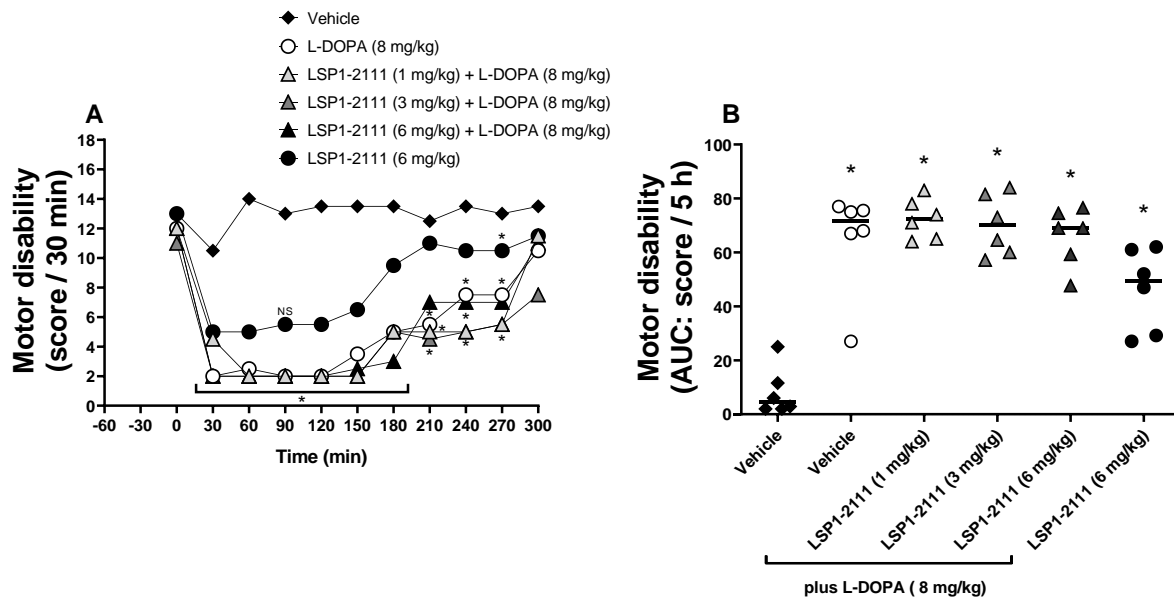 Vehicle
L-DOPA (8 mg/kg)
LSP1-2111 (1 mg/kg) + L-DOPA (8 mg/kg)
LSP1-2111 (3 mg/kg) + L-DOPA (8 mg/kg)
LSP1-2111 (6 mg/kg) + L-DOPA (8 mg/kg)
LSP1-2111 (6 mg/kg)
A
Motor disability
(score / 30 min)
18
16
14
12
10
8
6
4
2
0
NS
*
*
*
*
*
*
*
*
*
*
-60
-30
0
30
60
90
120
150
180
210
240
270
300
Time (min)
B
Motor disability
(AUC: score / 5 h)
100
80
60
40
20
0
*
*
*
*
*
Vehicle
Vehicle
LSP1-2111 (1 mg/kg)
LSP1-2111 (3 mg/kg)
LSP1-2111 (6 mg/kg)
LSP1-2111 (6 mg/kg)
plus L-DOPA ( 8 mg/kg)